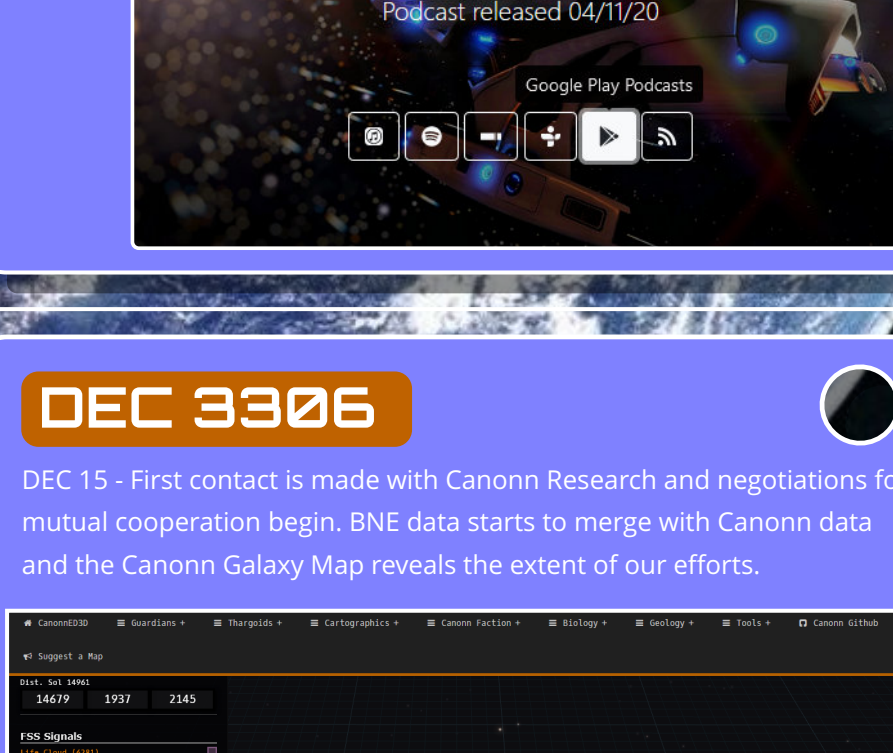 Podcast released 04/11/20
Google Play Podcasts
DEC 3306
DEC 15 - First contact is made with Canonn Research and negotiations fo
mutual cooperation begin. BNE data starts to merge with Canonn data
and the Canonn Galaxy Map reveals the extent of our efforts.
CanonnED3D Guardians + Thargoids + Cartographics + Canonn Faction + Biology + Geology + Tools + Canonn Github
Suggest a Map
Dist. Sol 14961
14679 1937 2145
FSS Signals
Life Cloud (6281)